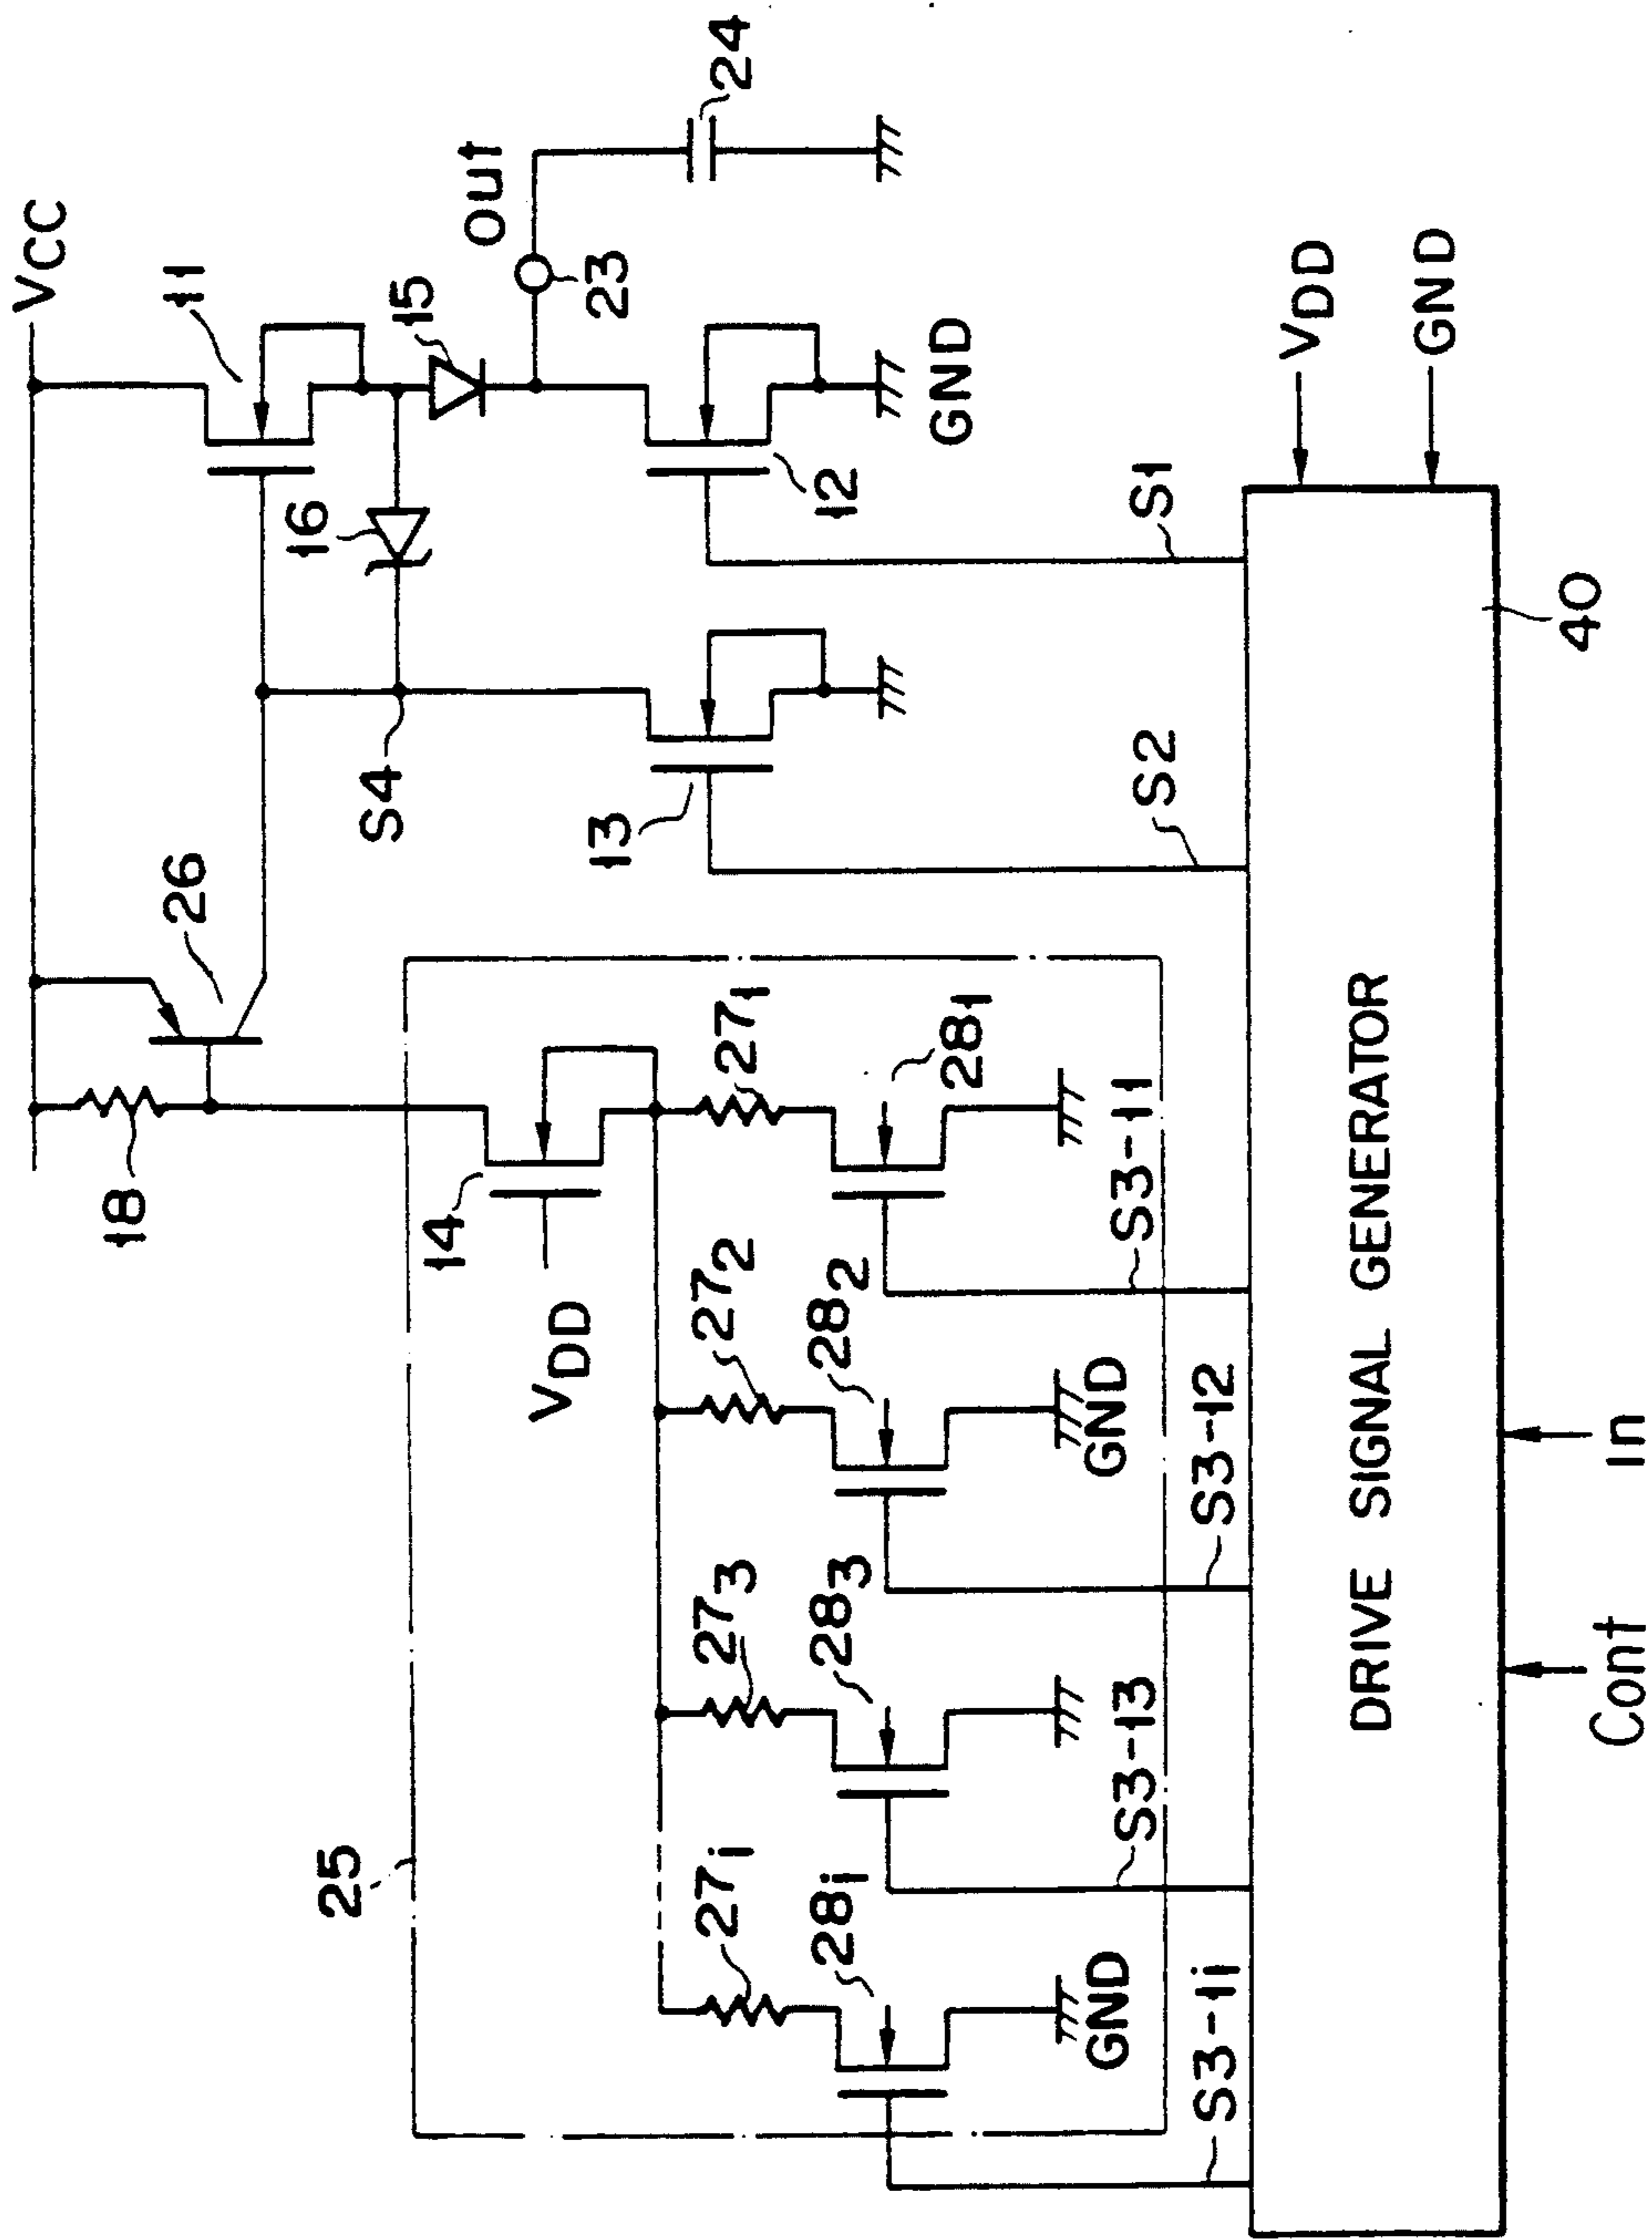 VCC
11
15
out
24
23
16
26
18
S4
12
GND
13
S1
S2
25
14
VDD
27i
273
272
271
28i
283
282
281
GND
GND
S3-1i
S3-13
S3-12
S3-11
DRIVE SIGNAL GENERATOR
40
VDD
GND
Cont
In